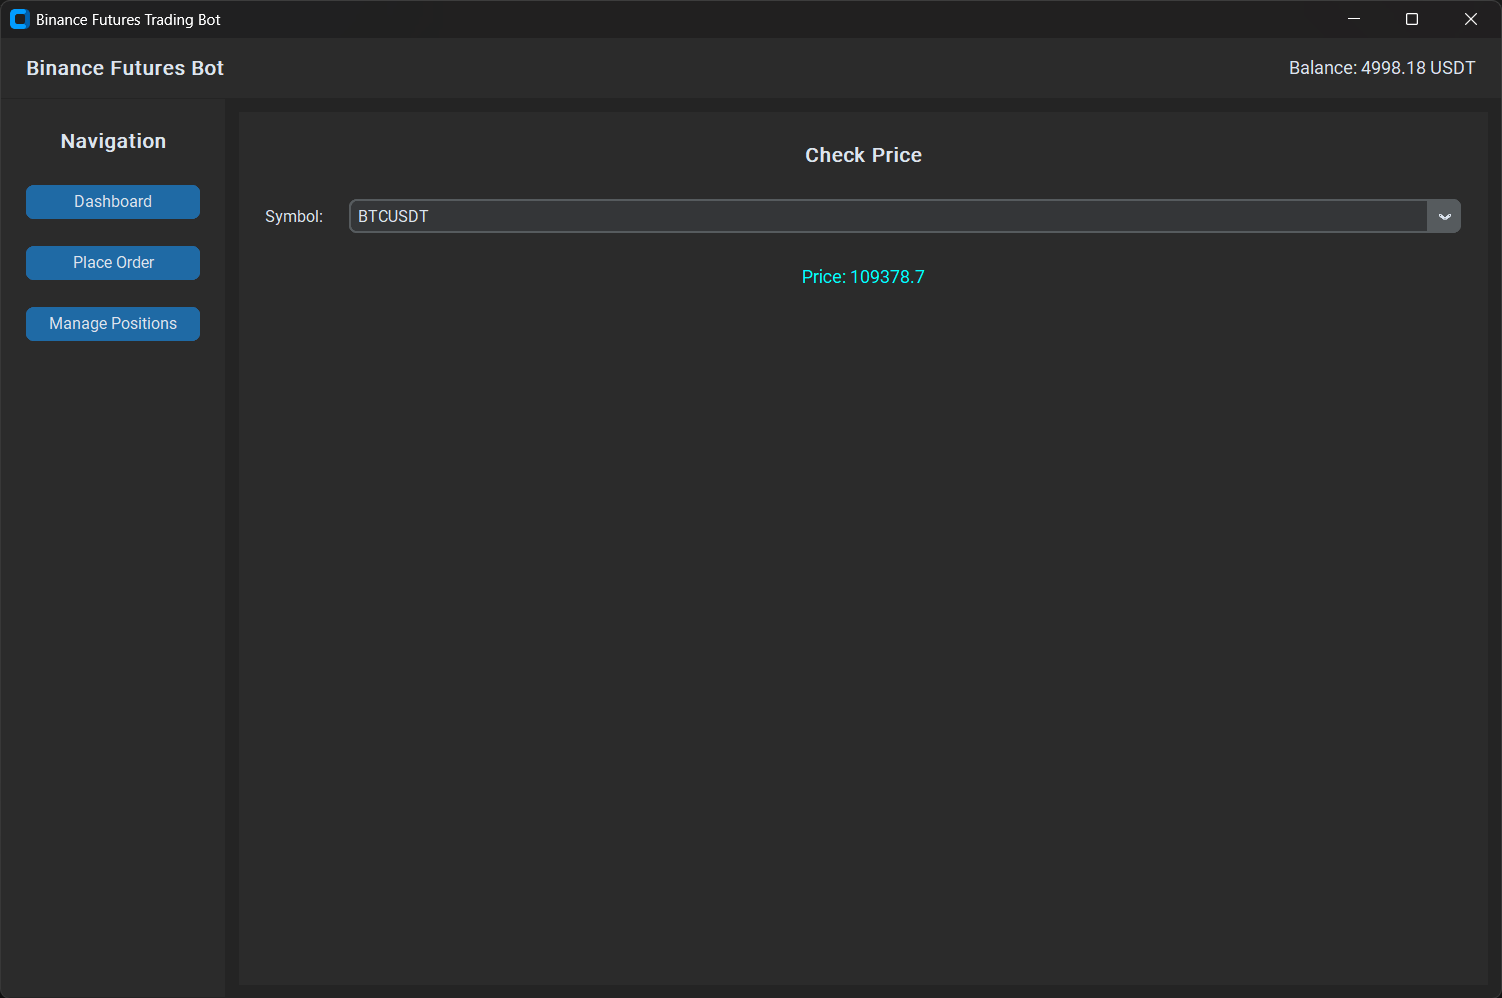 Binance Futures Trading Bot
Binance Futures Bot
Balance: 4998.18 USDT
Navigation
Dashboard
Place Order
Manage Positions
Check Price
Symbol: BTCUSDT
Price: 109378.7